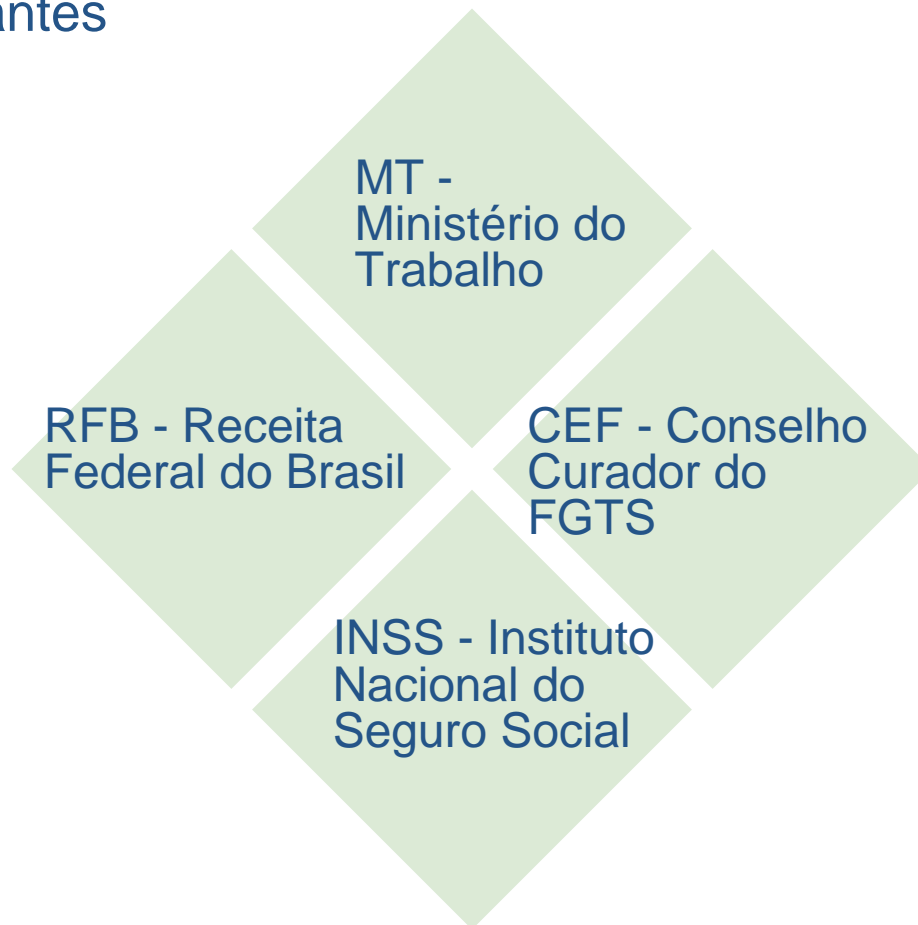 antes
MT -
Ministério do
Trabalho
RFB - Receita
Federal do Brasil
CEF - Conselho
Curador do
FGTS
INSS - Instituto
Nacional do
Seguro Social